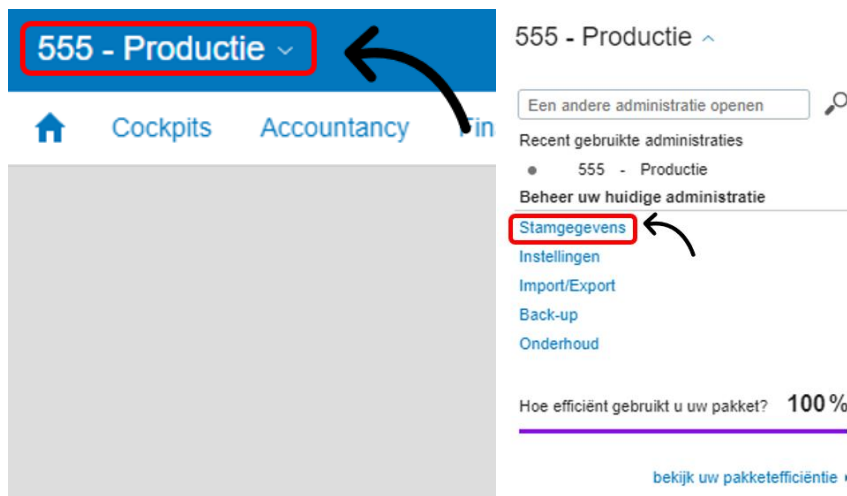 555 - Productie
Cockpits Accountancy Fin
555 - Productie
Een andere administratie openen
Recent gebruikte administraties
555 - Productie
Beheer uw huidige administratie
Stamgegevens
Instellingen
Import/Export
Back-up
Onderhoud
Hoe efficiënt gebruikt u uw pakket? 100%
bekijk uw pakketefficiëntie